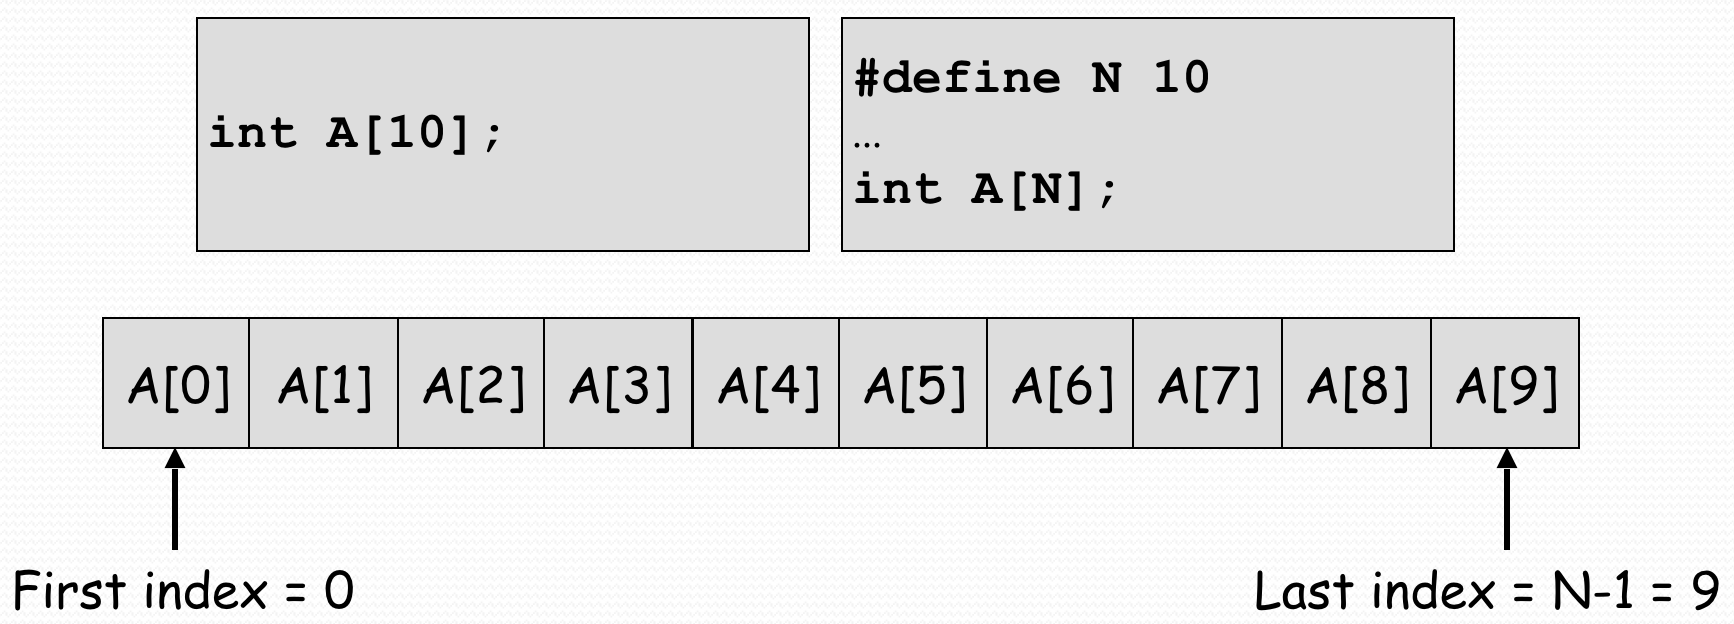 int A[10];
#define N 10
…
int A[N];
A[0] A[1] A[2] A[3] A[4] A[5] A[6] A[7] A[8] A[9]
First index = 0
Last index = N-1 = 9